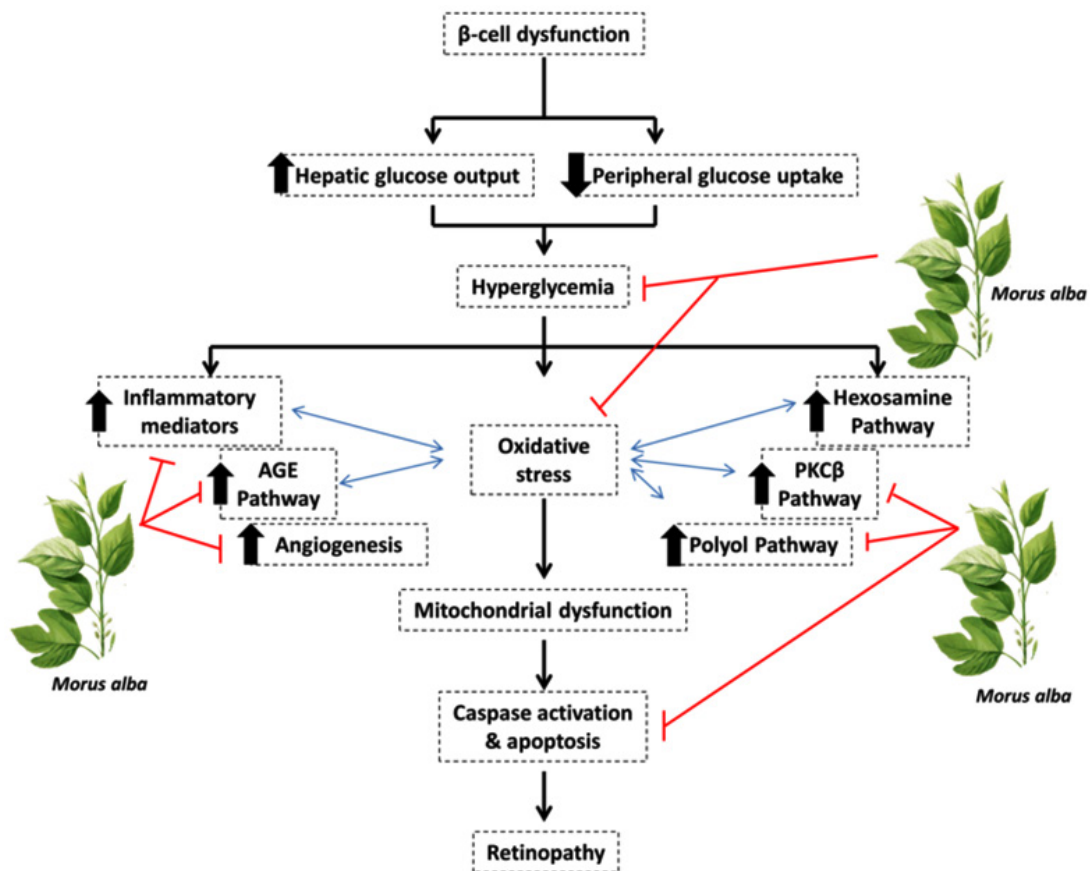 β-cell dysfunction
Hepatic glucose output
Peripheral glucose uptake
Hyperglycemia
Morus alba
Inflammatory
mediators
Hexosamine
Pathway
Oxidative
stress
AGE
Pathway
PKCβ
Pathway
Angiogenesis
Polyol Pathway
Mitochondrial dysfunction
Morus alba
Morus alba
Caspase activation
& apoptosis
Retinopathy